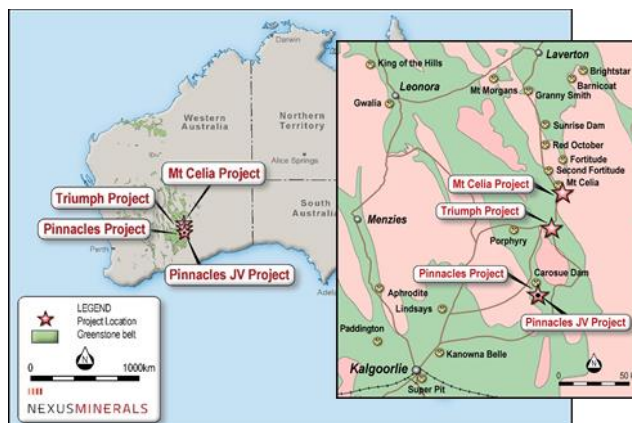 Darwin
Western
Australia
Northern
Territory
Alice Springs
South
Australia
Perth
Mt Celia Project
Triumph Project
Pinnacles Project
Pinnacles JV Project
LEGEND
Project Location
Greenstone belt
0
1000km
NEXUSMINERALS
King of the Hills
Laverton
Leonora
Mt Morgans
Brightstar
Barnicoat
Granny Smith
Gwalia
Sunrise Dam
Red October
Fortitude
Second Fortitude
Mt Celia
Mt Celia Project
Triumph Project
Menzies
Porphyry
Pinnacles Project
Carosue Dam
Aphrodite
Lindsays
Pinnacles JV Project
Paddington
Kanowna Belle
Kalgoorlie
Super Pit
0